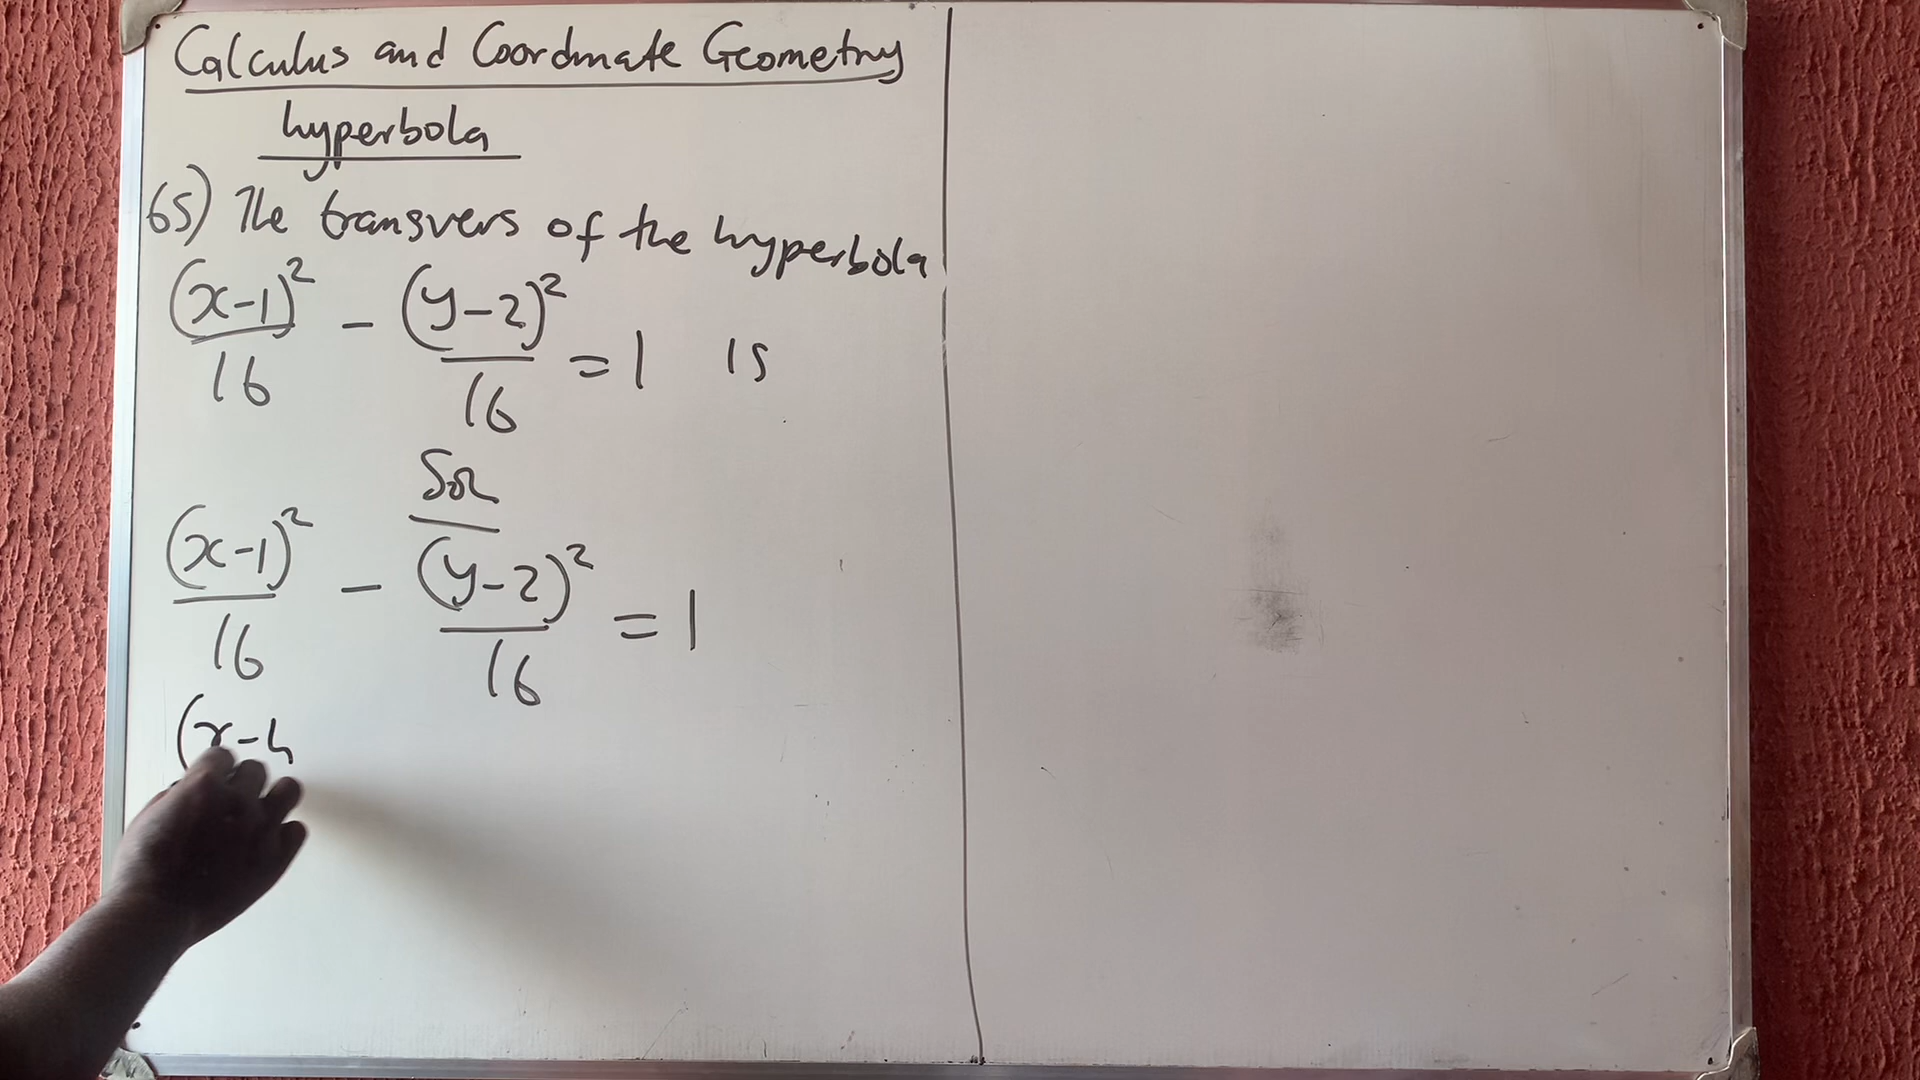 Calculus and Coordinate Geometry
hyperbola
65) The transvers of the hyperbola
(x-1)²/16 - (y-2)²/16 = 1 is
Sol
(x-1)²/16 - (y-2)²/16 = 1
(x-h